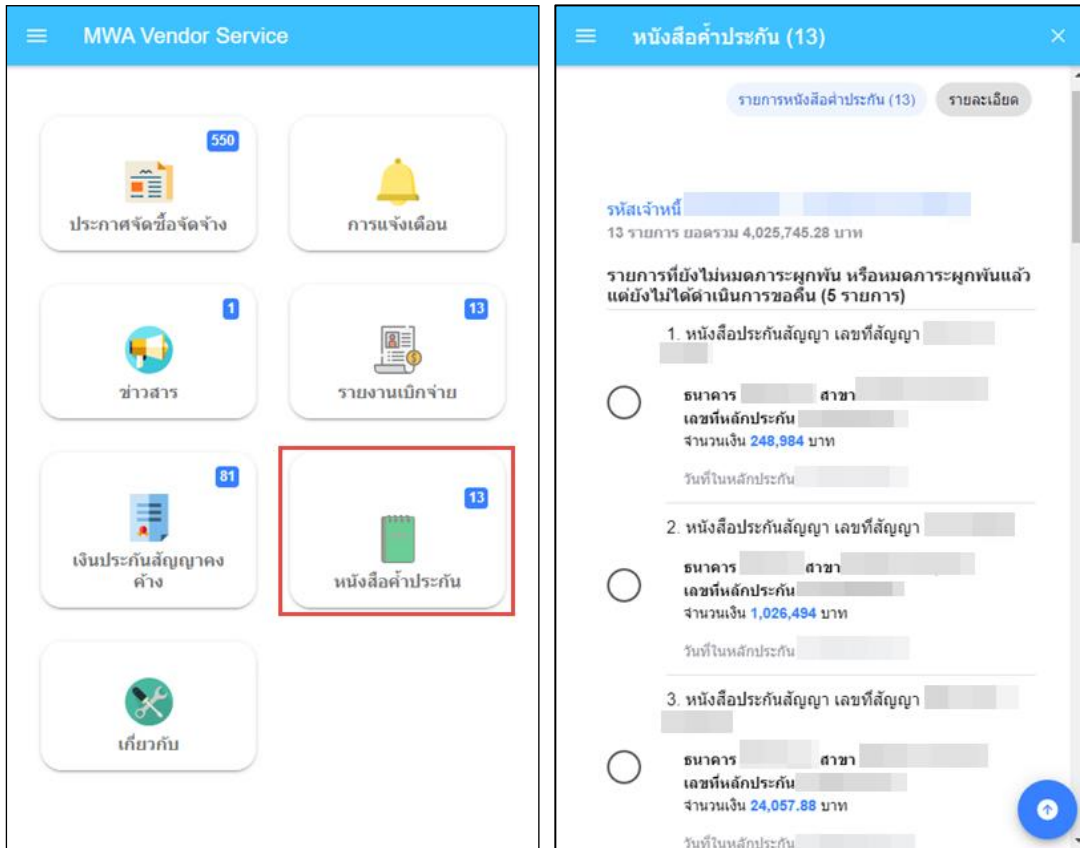 MWA Vendor Service
550
ประกาศจัดซื้อจัดจ้าง
การแจ้งเตือน
1
ข่าวสาร
13
รายงานเบิกจ่าย
81
เงินประกันสัญญาคง
ค้าง
13
หนังสือค้ำประกัน
เกี่ยวกับ
หนังสือค้ำประกัน (13)
รายการหนังสือค้ำประกัน (13)
รายละเอียด
รหัสเจ้าหนี้
13 รายการ ยอดรวม 4,025,745.28 บาท
รายการที่ยังไม่หมดภาระผูกพัน หรือหมดภาระผูกพันแล้ว
แต่ยังไม่ได้ดำเนินการขอคืน (5 รายการ)
1. หนังสือประกันสัญญา เลขที่สัญญา
ธนาคาร สาขา
เลขที่หลักประกัน
จำนวนเงิน 248,984 บาท
วันที่ในหลักประกัน
2. หนังสือประกันสัญญา เลขที่สัญญา
ธนาคาร สาขา
เลขที่หลักประกัน
จำนวนเงิน 1,026,494 บาท
วันที่ในหลักประกัน
3. หนังสือประกันสัญญา เลขที่สัญญา
ธนาคาร สาขา
เลขที่หลักประกัน
จำนวนเงิน 24,057.88 บาท
วันที่ในหลักประกัน